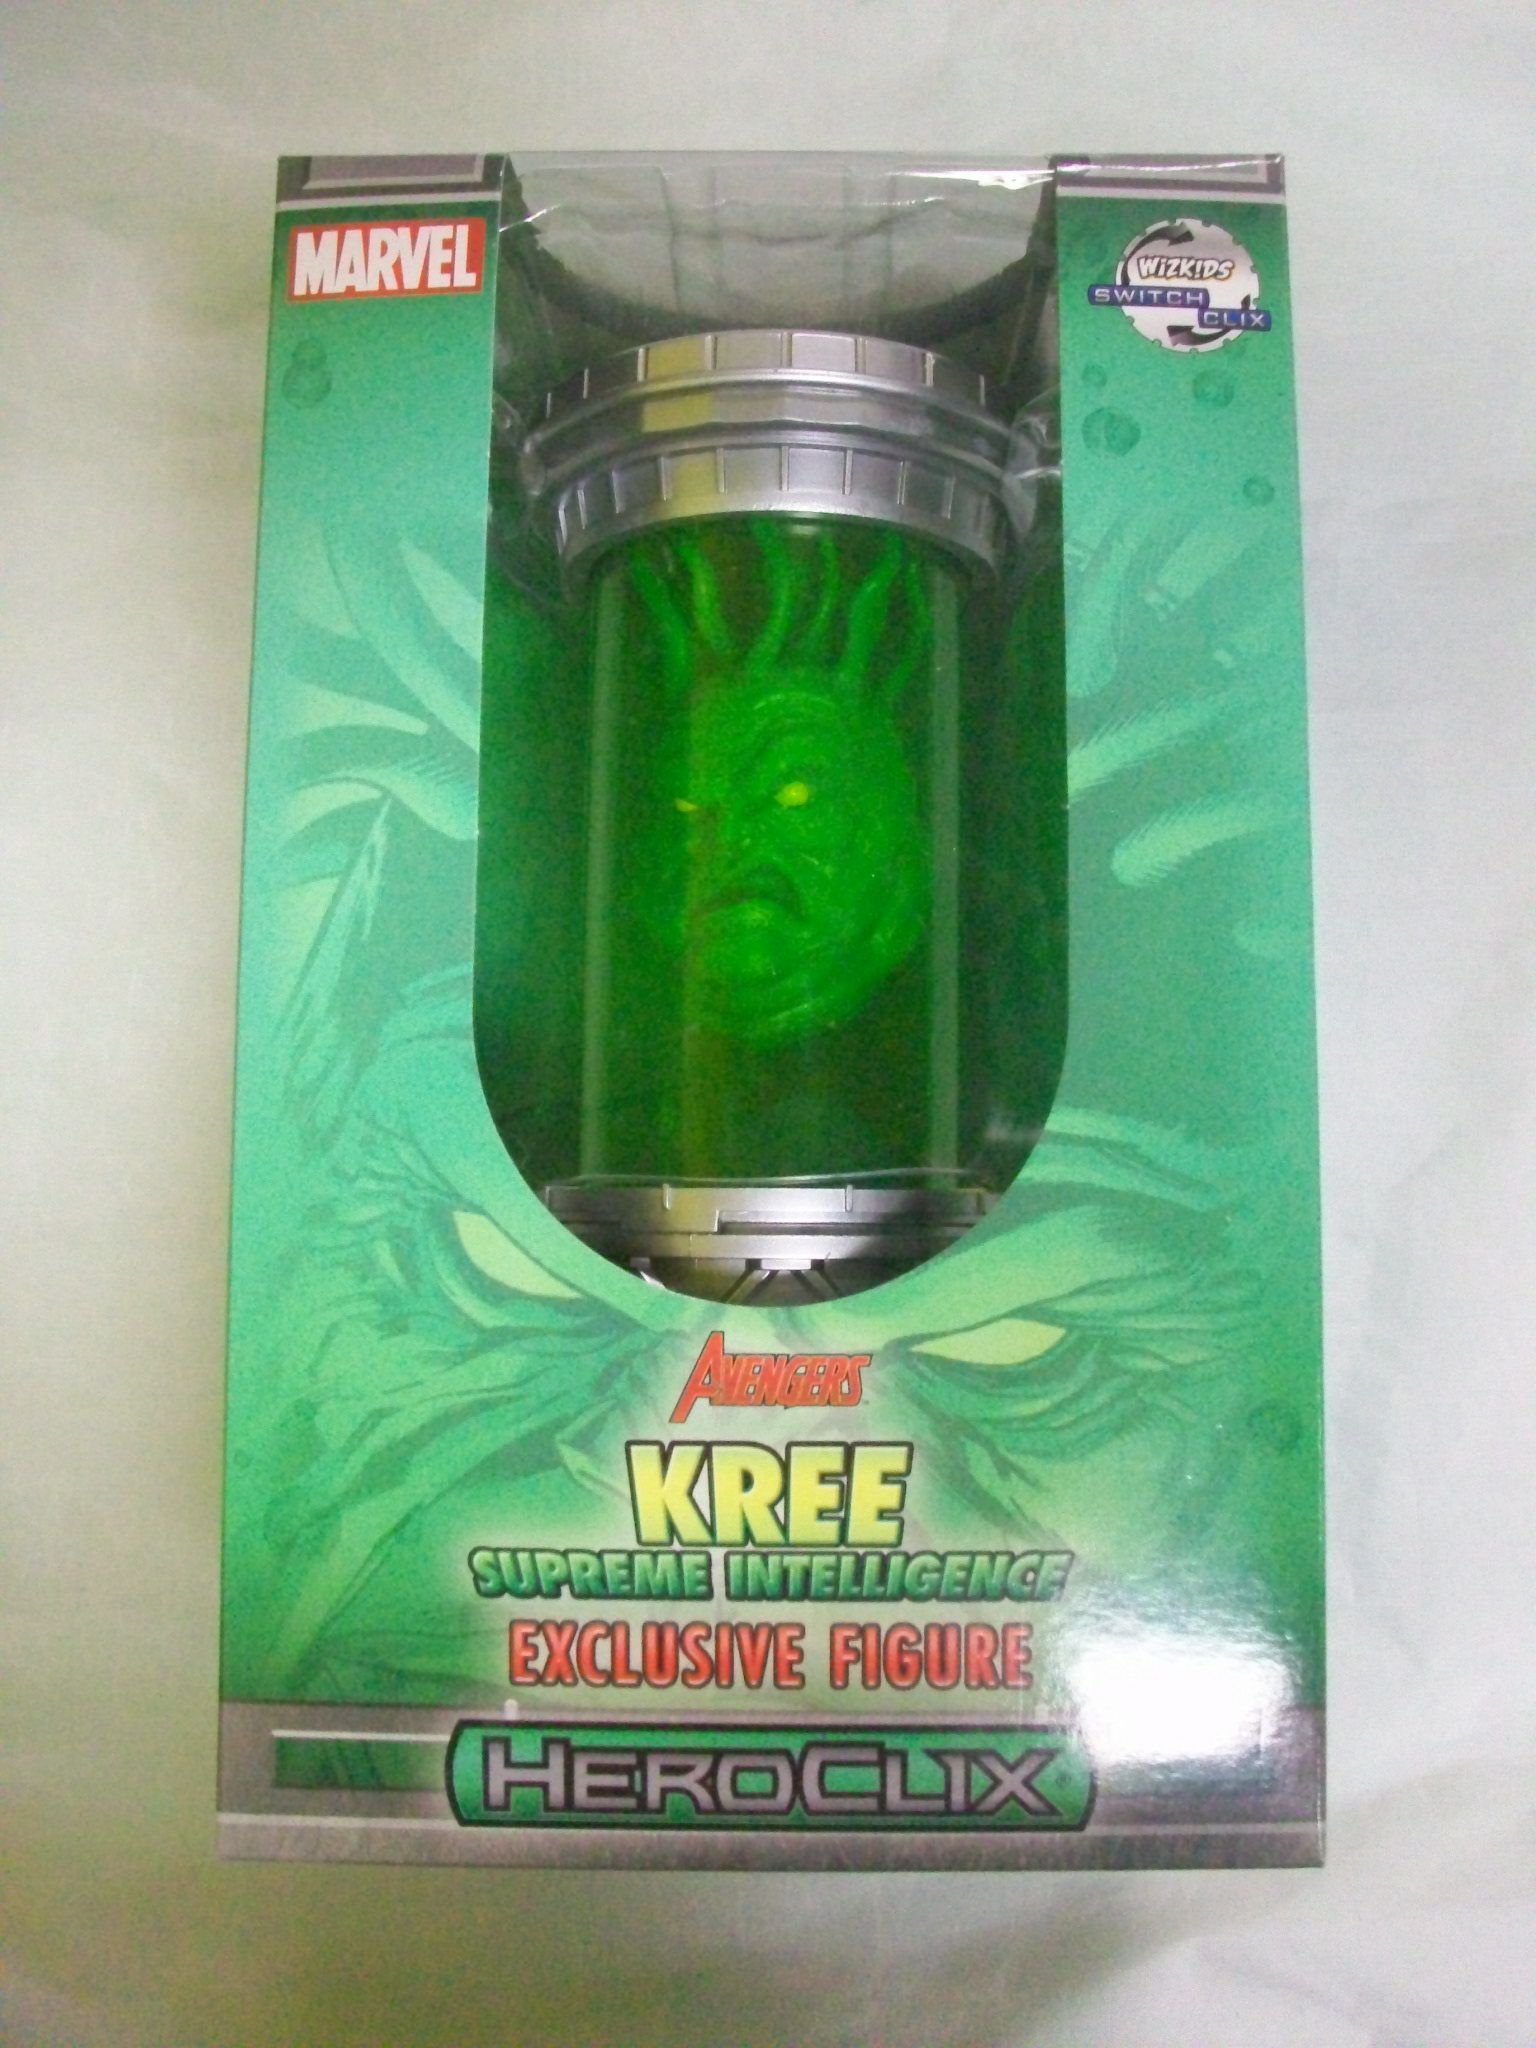 MARVEL
WIZKIDS
SWITCH
CLIX
AVENGERS
KREE
SUPREME INTELLIGENCE
EXCLUSIVE FIGURE
HEROCLIX